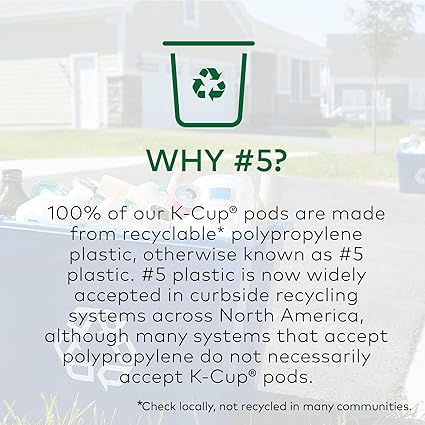 WHY #5?
100% of our K-Cup® pods are made
from recyclable* polypropylene
plastic, otherwise known as #5
plastic. #5 plastic is now widely
accepted in curbside recycling
systems across North America,
although many systems that accept
polypropylene do not necessarily
accept K-Cup® pods.
*Check locally, not recycled in many communities.